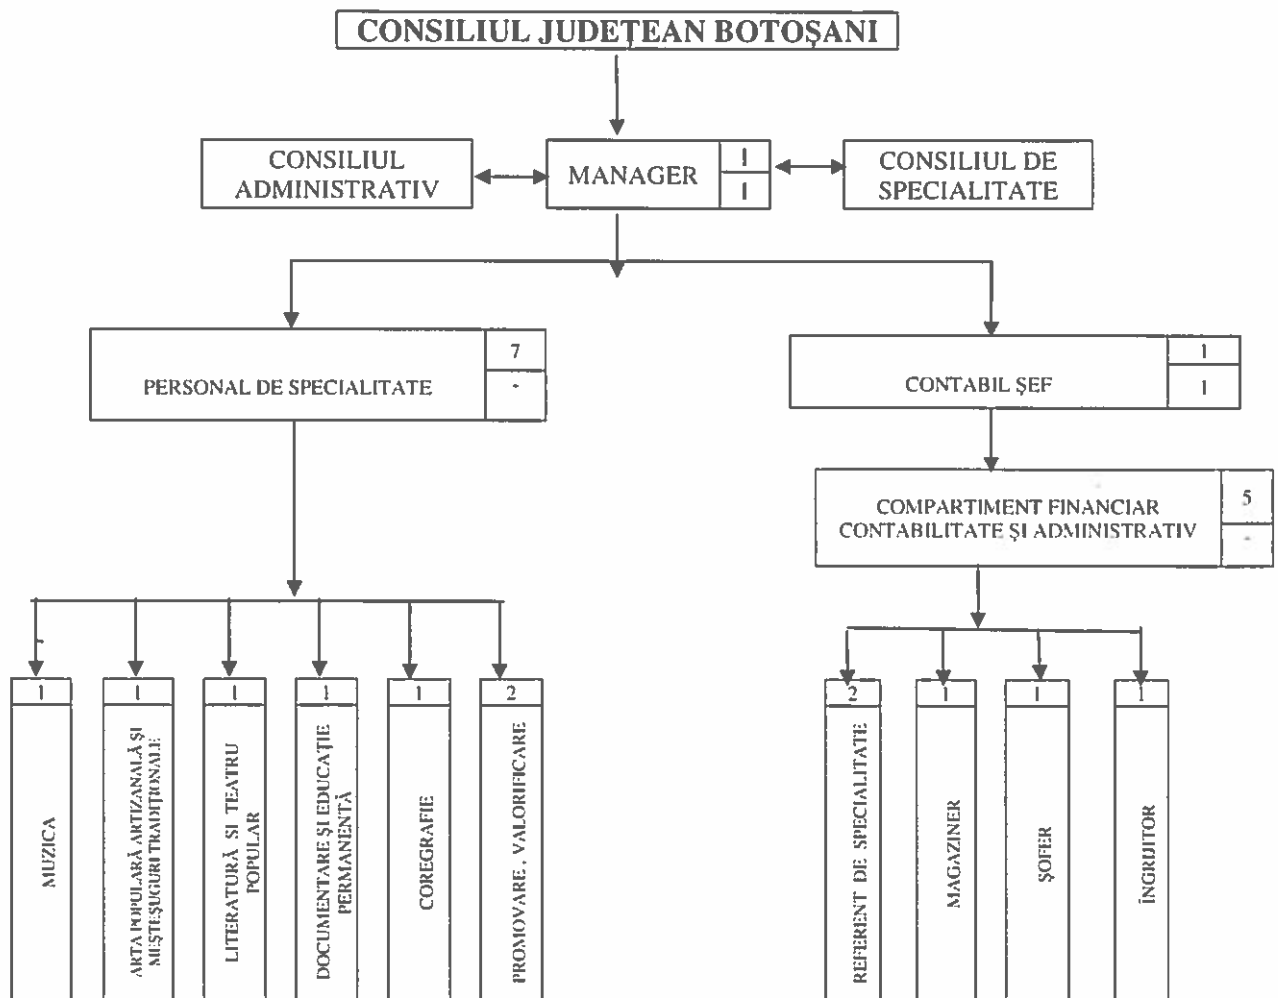 CONSILIUL JUDEȚEAN BOTOȘANI
CONSILIUL
ADMINISTRATIV
MANAGER
1
1
CONSILIUL DE
SPECIALITATE
PERSONAL DE SPECIALITATE
7
-
CONTABIL ȘEF
1
1
COMPARTIMENT FINANCIAR
CONTABILITATE ȘI ADMINISTRATIV
5
-
1
MUZICA
1
ARTA POPULARĂ ARTIZANALĂ ȘI
MEȘTEȘUGURI TRADIȚIONALE
1
LITERATURĂ SI TEATRU
POPULAR
1
DOCUMENTARE ȘI EDUCAȚIE
PERMANENTĂ
1
COREGRAFIE
2
PROMOVARE , VALORIFICARE
2
REFERENT DE SPECIALITATE
1
MAGAZINER
1
ȘOFER
1
ÎNGRIJITOR